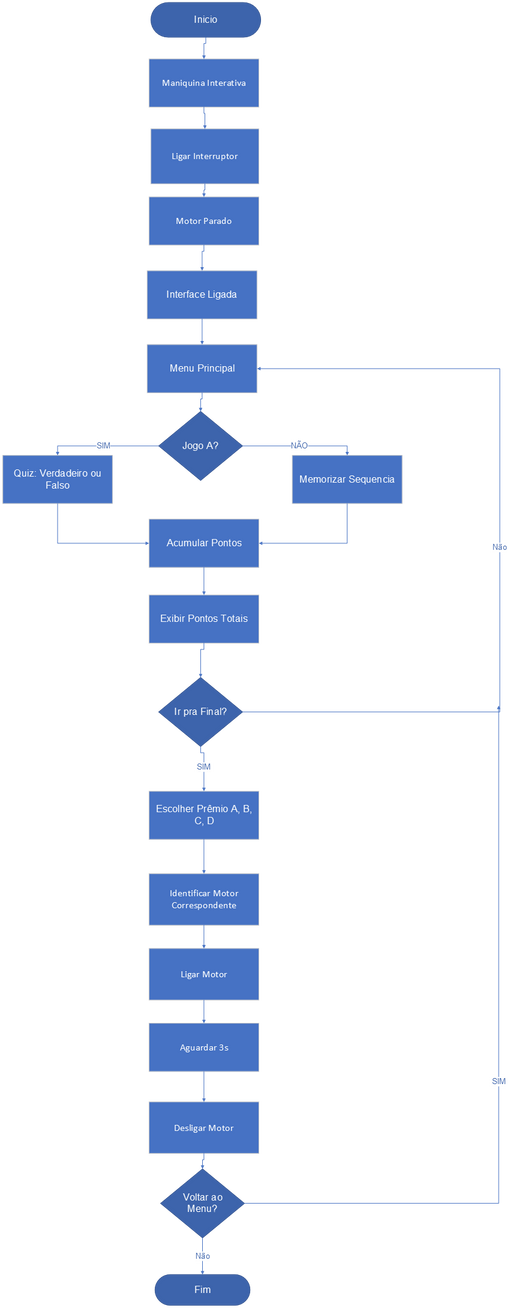 Inicio
Maniquina Interativa
Ligar Interruptor
Motor Parado
Interface Ligada
Menu Principal
Jogo A?
SIM
NÃO
Quiz: Verdadeiro ou
Falso
Memorizar Sequencia
Acumular Pontos
Não
Exibir Pontos Totais
Ir pra Final?
SIM
Escolher Prêmio A, B,
C, D
Identificar Motor
Correspondente
Ligar Motor
Aguardar 3s
SIM
Desligar Motor
Voltar ao
Menu?
Não
Fim